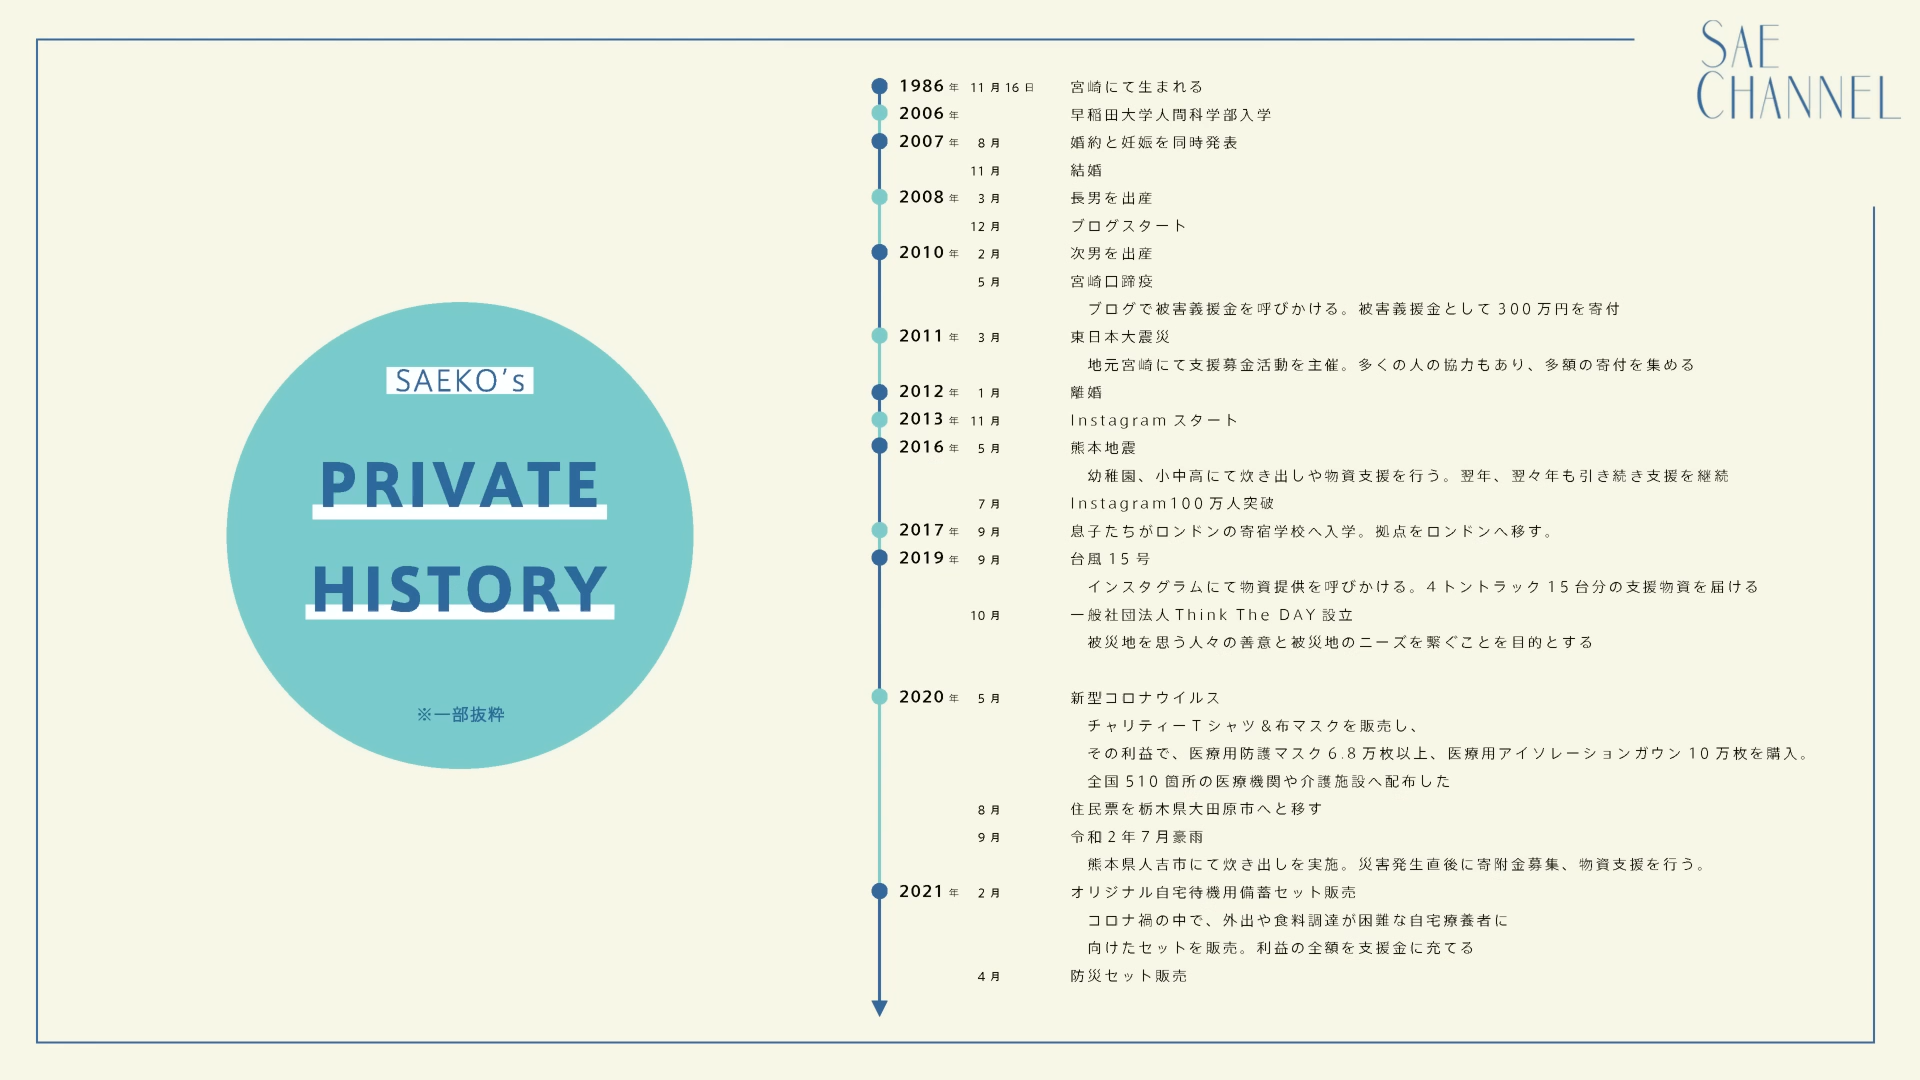 SAE
CHANNEL
SAEKO’s
PRIVATE
HISTORY
※一部抜粋
1986年 11月16日 宮崎にて生まれる
2006年 早稲田大学人間科学部入学
2007年 8月 婚約と妊娠を同時発表
11月 結婚
2008年 3月 長男を出産
12月 ブログスタート
2010年 2月 次男を出産
5月 宮崎口蹄疫
ブログで被害義援金を呼びかける。被害義援金として300万円を寄付
2011年 3月 東日本大震災
地元宮崎にて支援募金活動を主催。多くの人の協力もあり、多額の寄付を集める
2012年 1月 離婚
2013年 11月 Instagramスタート
2016年 5月 熊本地震
幼稚園、小中高にて炊き出しや物資支援を行う。翌年、翌々年も引き続き支援を継続
7月 Instagram100万人突破
2017年 9月 息子たちがロンドンの寄宿学校へ入学。拠点をロンドンへ移す。
2019年 9月 台風15号
インスタグラムにて物資提供を呼びかける。4トントラック15台分の支援物資を届ける
10月 一般社団法人Think The DAY設立
被災地を思う人々の善意と被災地のニーズを繋ぐことを目的とする
2020年 5月 新型コロナウイルス
チャリティーTシャツ&布マスクを販売し、
その利益で、医療用防護マスク6.8万枚以上、医療用アイソレーションガウン10万枚を購入。
全国510箇所の医療機関や介護施設へ配布した
8月 住民票を栃木県大田原市へと移す
9月 令和2年7月豪雨
熊本県人吉市にて炊き出しを実施。災害発生直後に寄附金募集、物資支援を行う。
2021年 2月 オリジナル自宅待機用備蓄セット販売
コロナ禍の中で、外出や食料調達が困難な自宅療養者に
向けたセットを販売。利益の全額を支援金に充てる
4月 防災セット販売